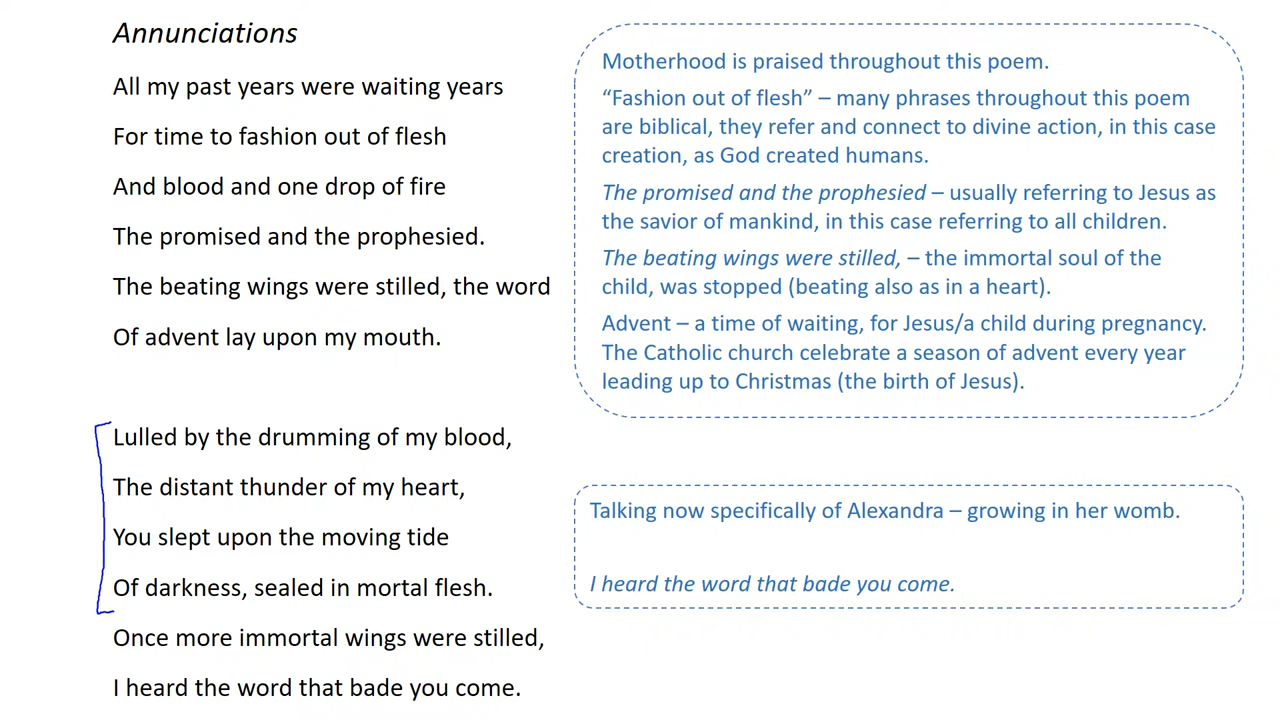 Annunciations
All my past years were waiting years
For time to fashion out of flesh
And blood and one drop of fire
The promised and the prophesied.
The beating wings were stilled, the word
Of advent lay upon my mouth.
Lulled by the drumming of my blood,
The distant thunder of my heart,
You slept upon the moving tide
Of darkness, sealed in mortal flesh.
Once more immortal wings were stilled,
I heard the word that bade you come.
Motherhood is praised throughout this poem.
“Fashion out of flesh” – many phrases throughout this poem
are biblical, they refer and connect to divine action, in this case
creation, as God created humans.
The promised and the prophesied – usually referring to Jesus as
the savior of mankind, in this case referring to all children.
The beating wings were stilled, – the immortal soul of the
child, was stopped (beating also as in a heart).
Advent – a time of waiting, for Jesus/a child during pregnancy.
The Catholic church celebrate a season of advent every year
leading up to Christmas (the birth of Jesus).
Talking now specifically of Alexandra – growing in her womb.
I heard the word that bade you come.